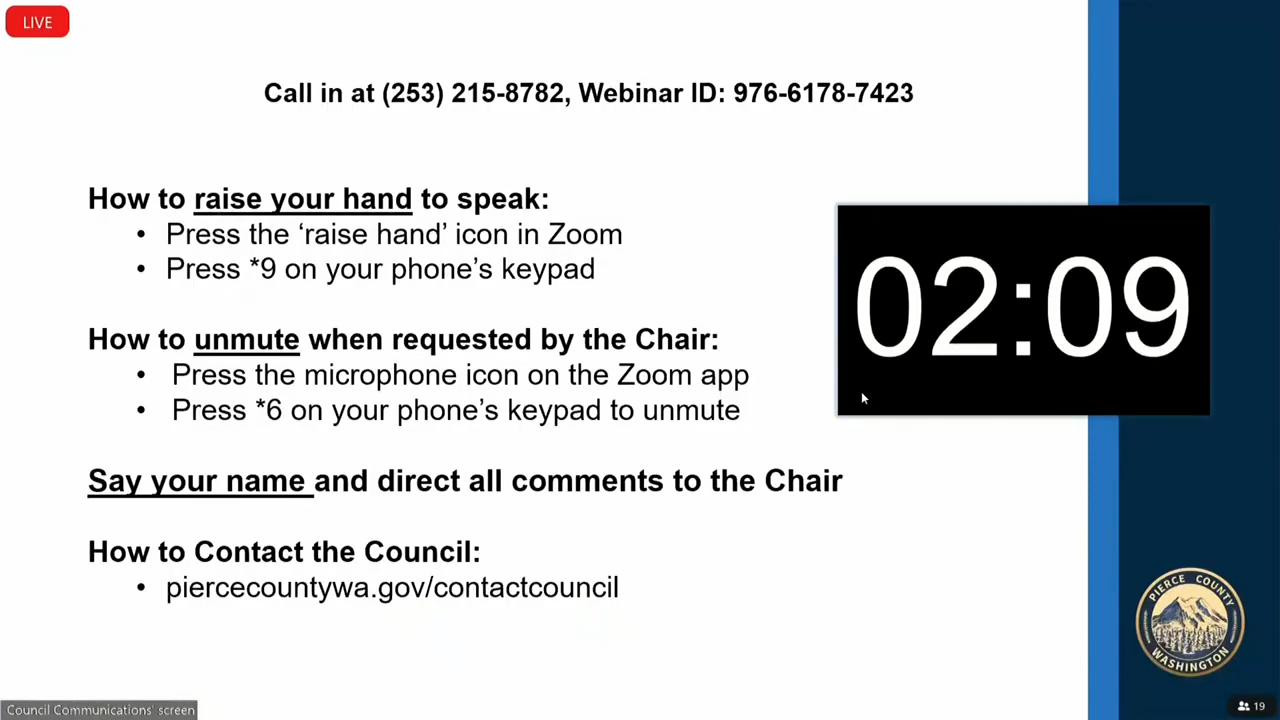 LIVE
Call in at (253) 215-8782, Webinar ID: 976-6178-7423
How to raise your hand to speak:
• Press the ‘raise hand’ icon in Zoom
• Press *9 on your phone’s keypad
02:09
How to unmute when requested by the Chair:
• Press the microphone icon on the Zoom app
• Press *6 on your phone’s keypad to unmute
Say your name and direct all comments to the Chair
How to Contact the Council:
• piercecountywa.gov/contactcouncil
PIERCE COUNTY
WASHINGTON
Council Communications' screen
19